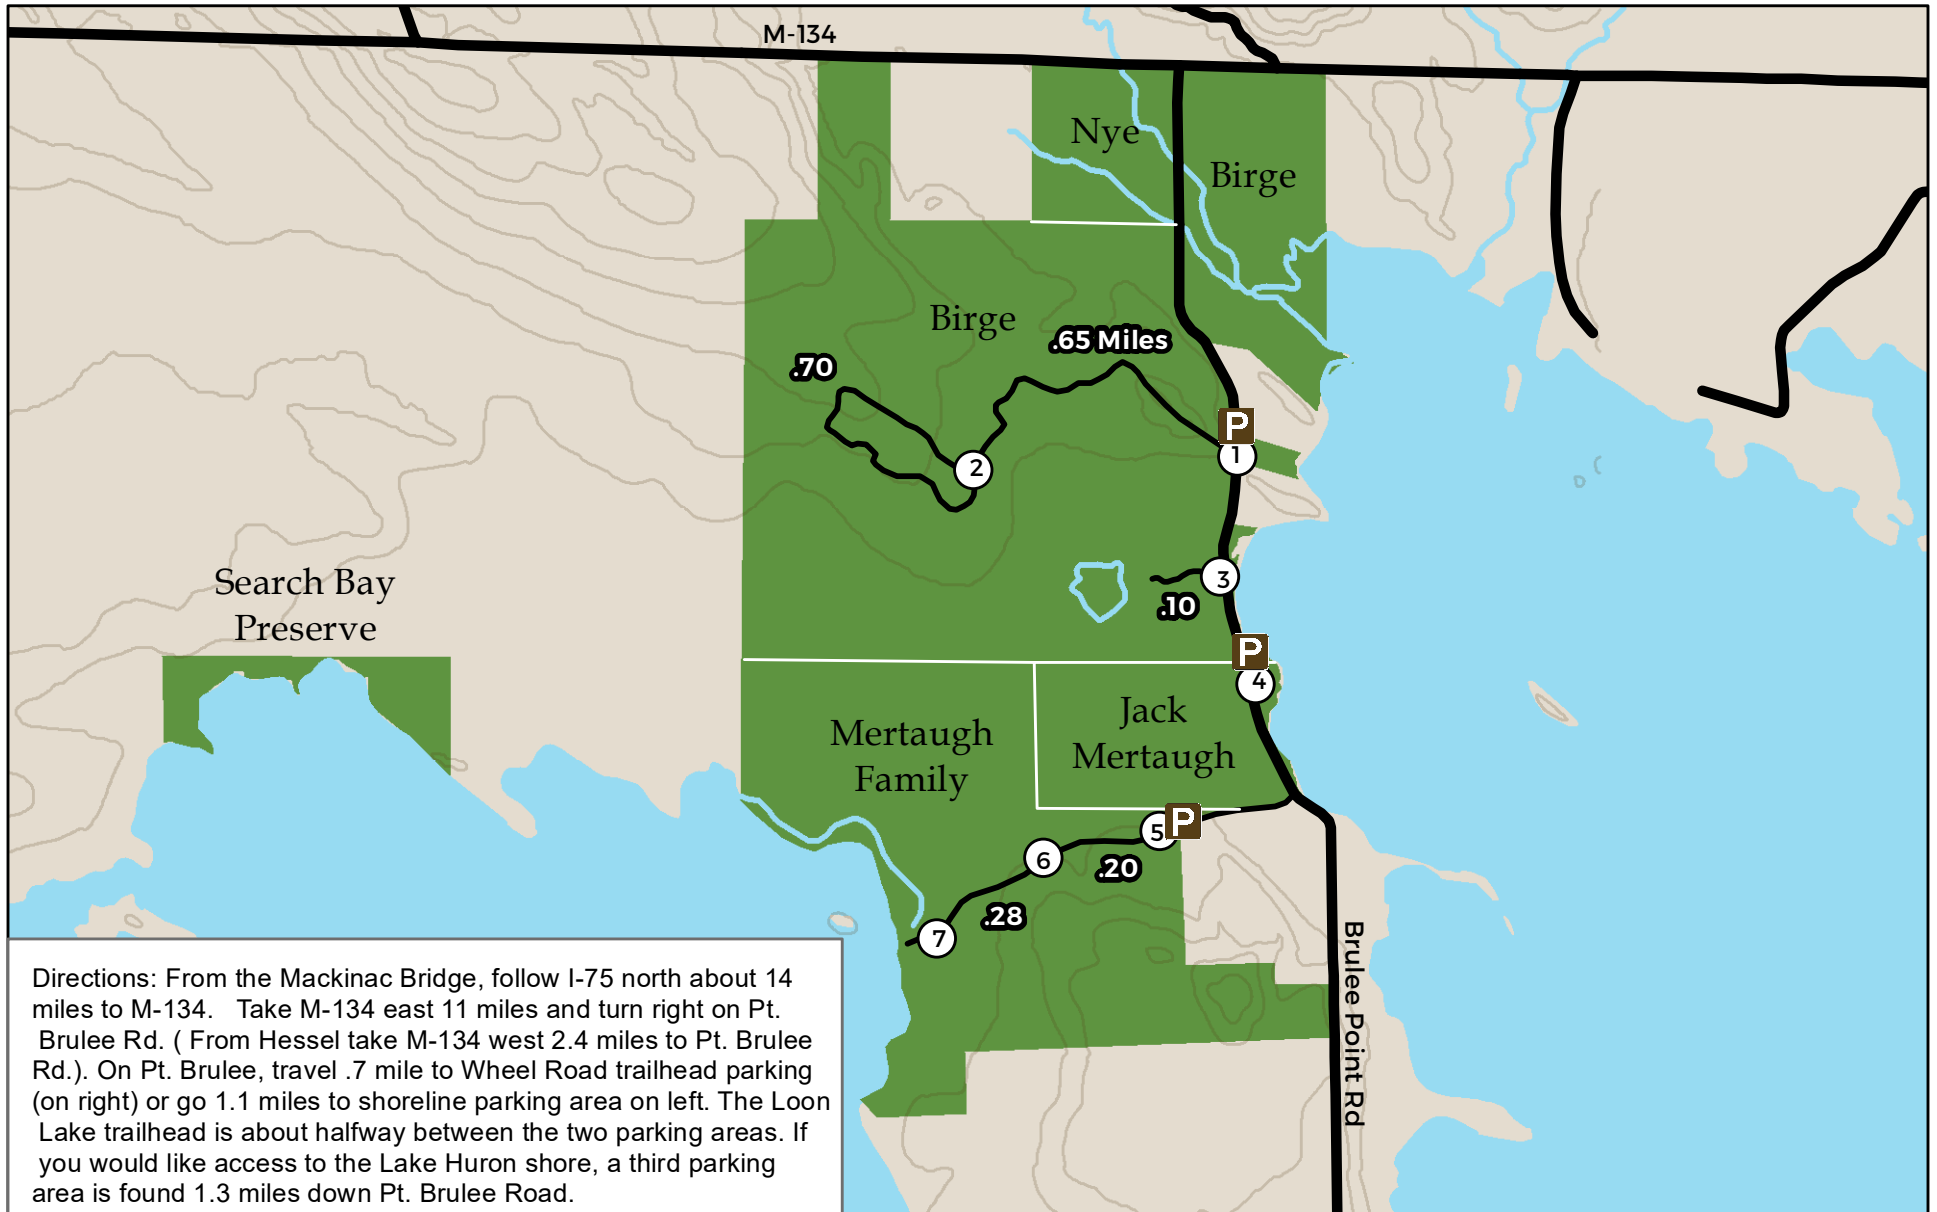 M-134
Nye
Birge
Birge
.65 Miles
.70
P
1
2
Search Bay
Preserve
3
.10
P
4
Jack
Mertaugh
Mertaugh
Family
P
5
6
.20
.28
7
Brulee Point Rd
Directions: From the Mackinac Bridge, follow I-75 north about 14
miles to M-134.   Take M-134 east 11 miles and turn right on Pt.
Brulee Rd. ( From Hessel take M-134 west 2.4 miles to Pt. Brulee
Rd.). On Pt. Brulee, travel .7 mile to Wheel Road trailhead parking
(on right) or go 1.1 miles to shoreline parking area on left. The Loon
Lake trailhead is about halfway between the two parking areas. If
you would like access to the Lake Huron shore, a third parking
area is found 1.3 miles down Pt. Brulee Road.